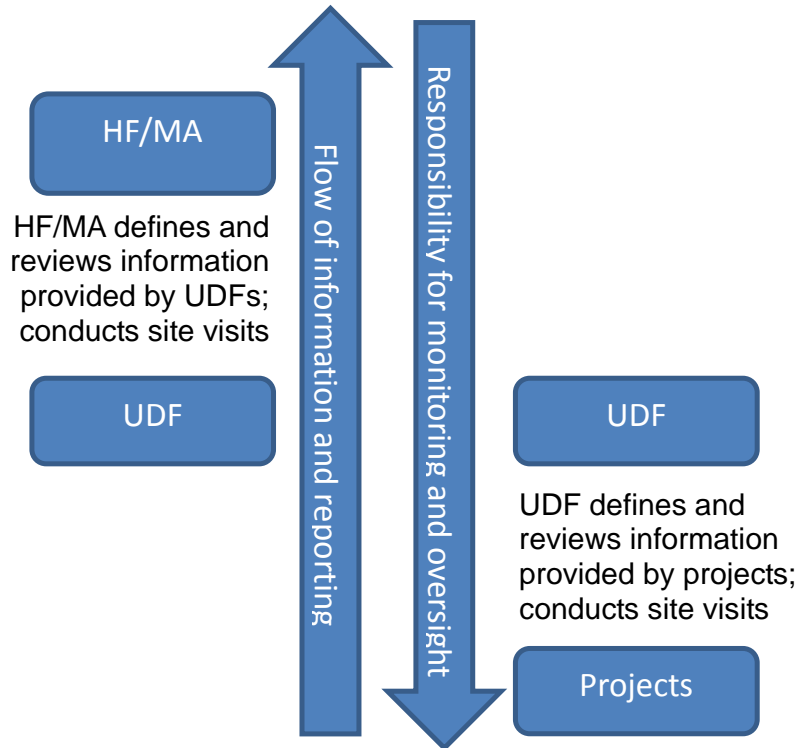 HF/MA
HF/MA defines and
reviews information
provided by UDFs;
conducts site visits
UDF
Flow of information and reporting
Responsibility for monitoring and oversight
UDF
UDF defines and
reviews information
provided by projects;
conducts site visits
Projects